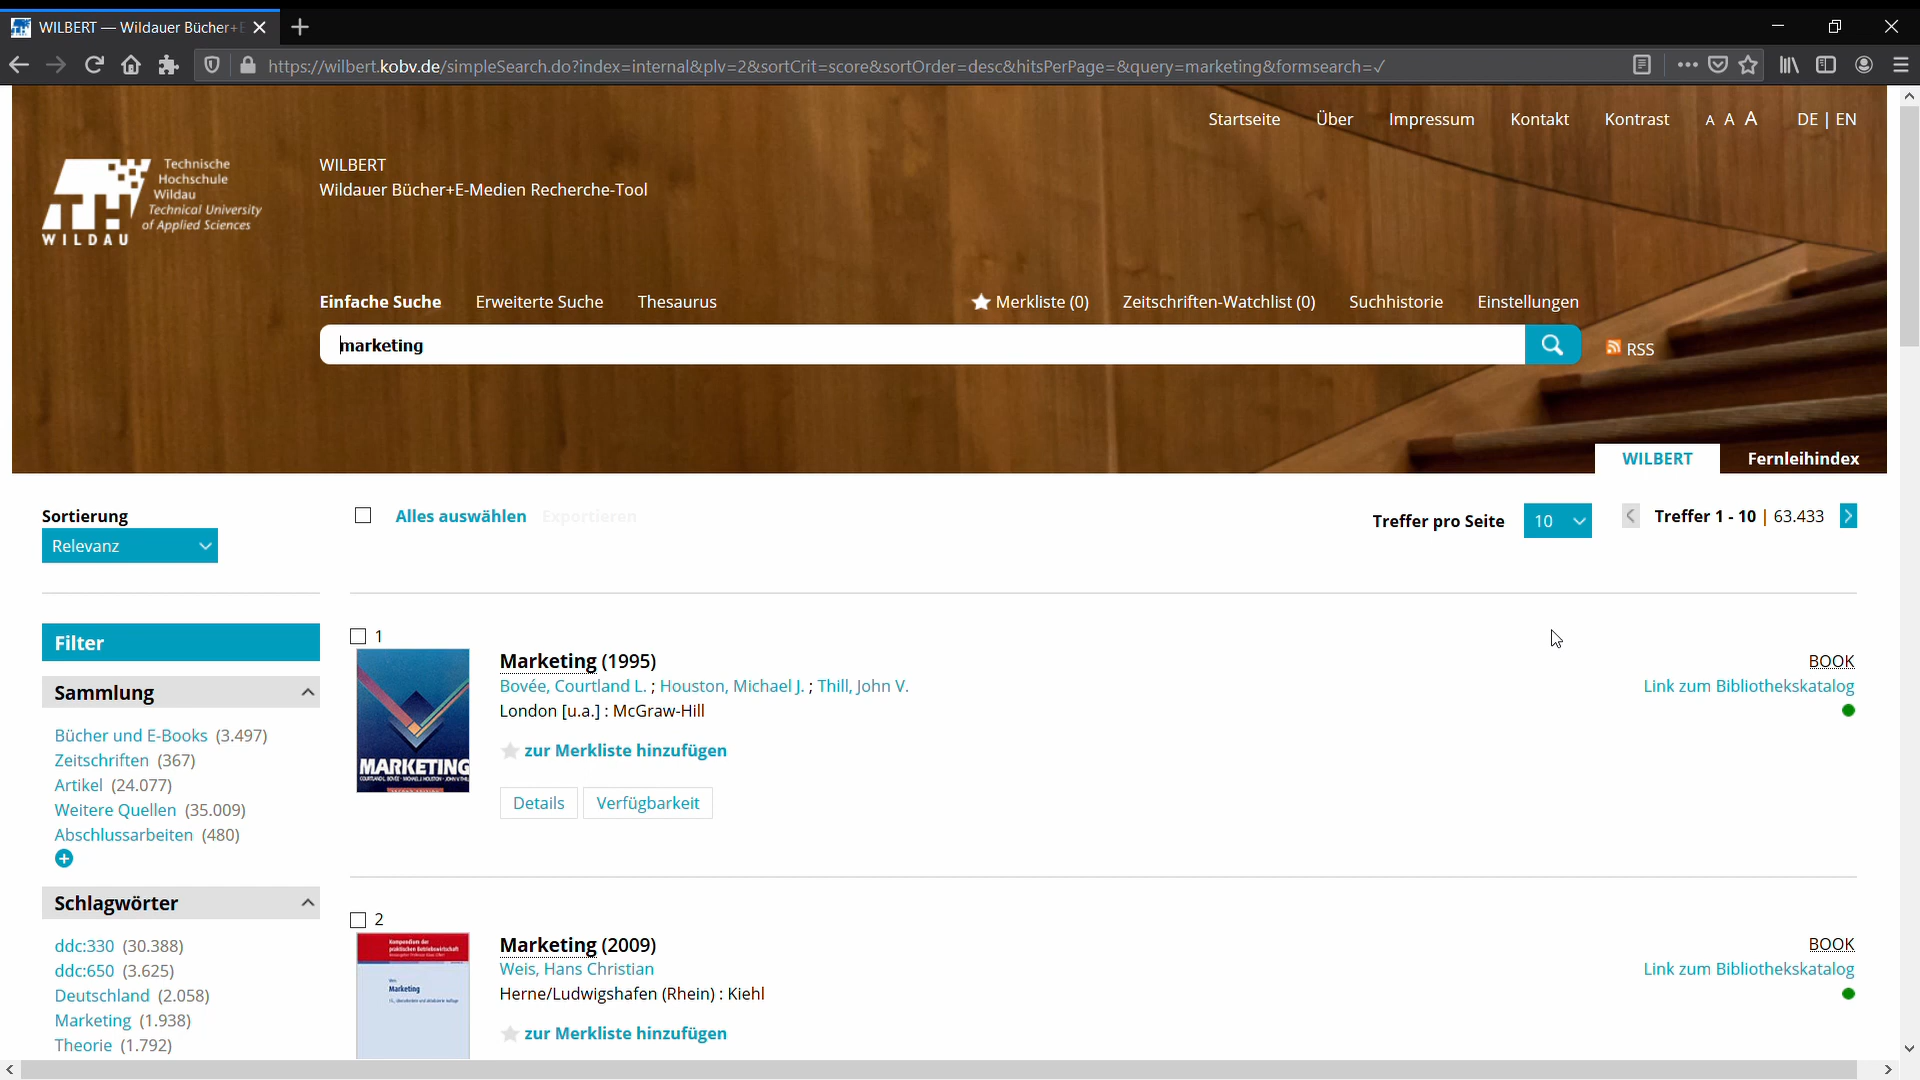 WILBERT — Wildauer Bücher+E
https://wilbert.kobv.de/simpleSearch.do?index=internal&plv=2&sortCrit=score&sortOrder=desc&hitsPerPage=&query=marketing&formsearch=✓
Startseite Über Impressum Kontakt Kontrast A A A DE | EN
Technische
Hochschule
Wildau
Technical University
of Applied Sciences
WILDAU
WILBERT
Wildauer Bücher+E-Medien Recherche-Tool
Einfache Suche Erweiterte Suche Thesaurus Merkliste (0) Zeitschriften-Watchlist (0) Suchhistorie Einstellungen
marketing
RSS
WILBERT Fernleihindex
Sortierung
Relevanz
Alles auswählen Exportieren
Treffer pro Seite 10 Treffer 1 - 10 | 63.433
Filter
Sammlung
Bücher und E-Books (3.497)
Zeitschriften (367)
Artikel (24.077)
Weitere Quellen (35.009)
Abschlussarbeiten (480)
Schlagwörter
ddc:330 (30.388)
ddc:650 (3.625)
Deutschland (2.058)
Marketing (1.938)
Theorie (1.792)
1
MARKETING
Marketing (1995)
Bovée, Courtland L. ; Houston, Michael J. ; Thill, John V.
London [u.a.] : McGraw-Hill
zur Merkliste hinzufügen
Details Verfügbarkeit
BOOK
Link zum Bibliothekskatalog
2
Kompendium der
praktischen Betriebswirtschaft
Weis
Marketing
Marketing (2009)
Weis, Hans Christian
Herne/Ludwigshafen (Rhein) : Kiehl
zur Merkliste hinzufügen
BOOK
Link zum Bibliothekskatalog